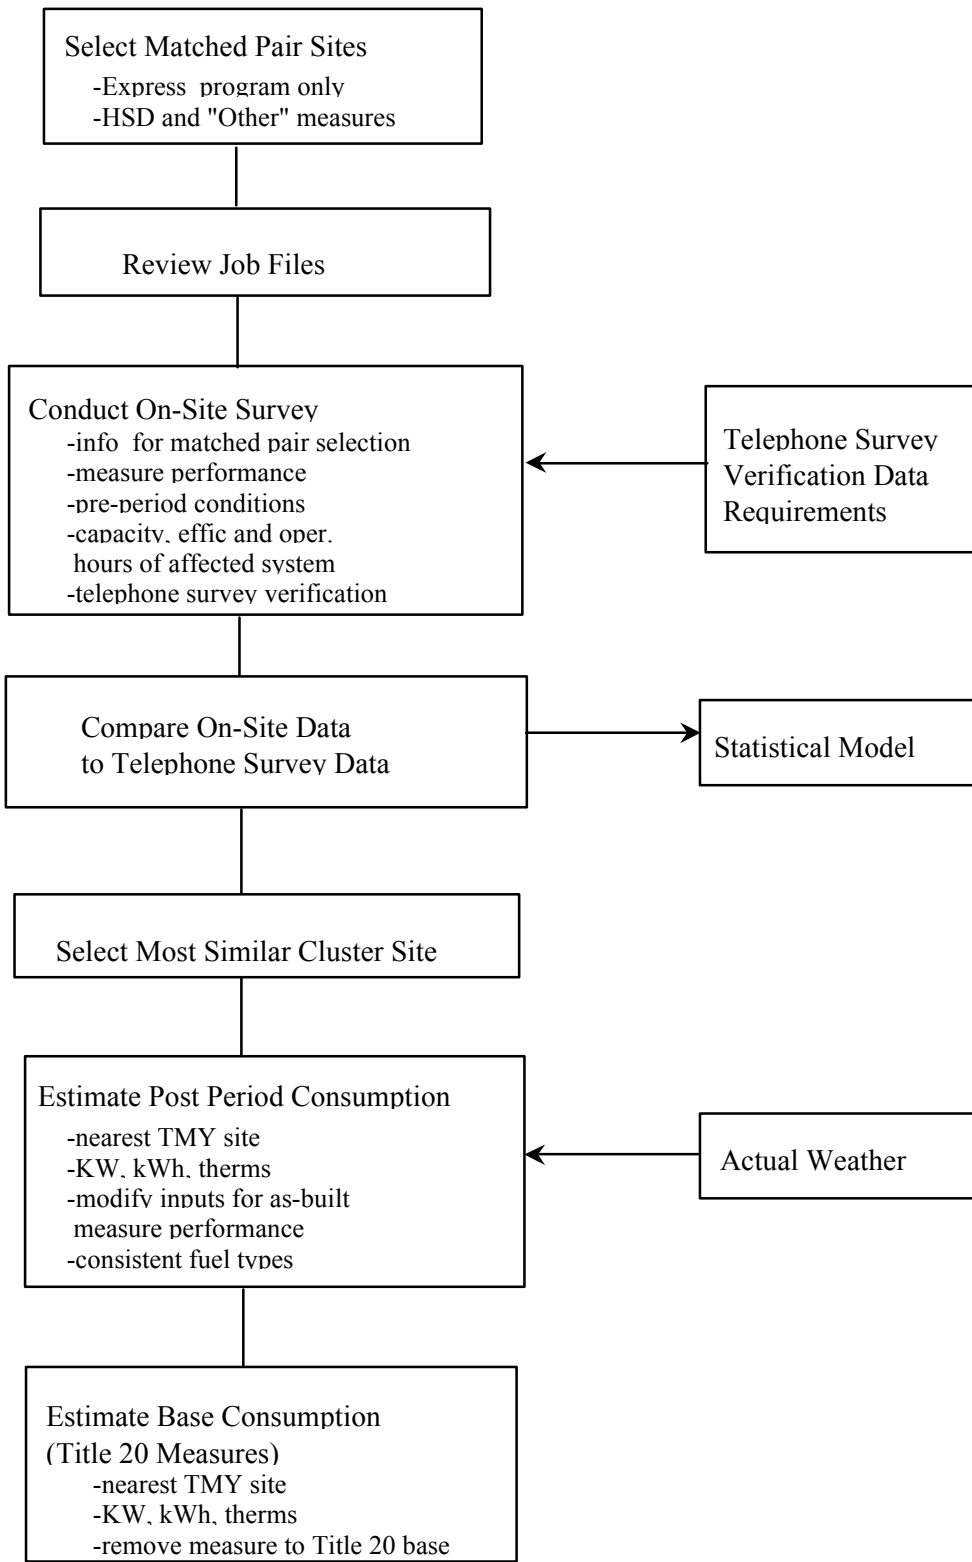 Select Matched Pair Sites
-Express program only
-HSD and "Other" measures
Review Job Files
Conduct On-Site Survey
-info for matched pair selection
-measure performance
-pre-period conditions
-capacity, effic and oper.
hours of affected system
-telephone survey verification
Telephone Survey
Verification Data
Requirements
Compare On-Site Data
to Telephone Survey Data
Statistical Model
Select Most Similar Cluster Site
Estimate Post Period Consumption
-nearest TMY site
-KW, kWh, therms
-modify inputs for as-built
measure performance
-consistent fuel types
Actual Weather
Estimate Base Consumption
(Title 20 Measures)
-nearest TMY site
-KW, kWh, therms
-remove measure to Title 20 base